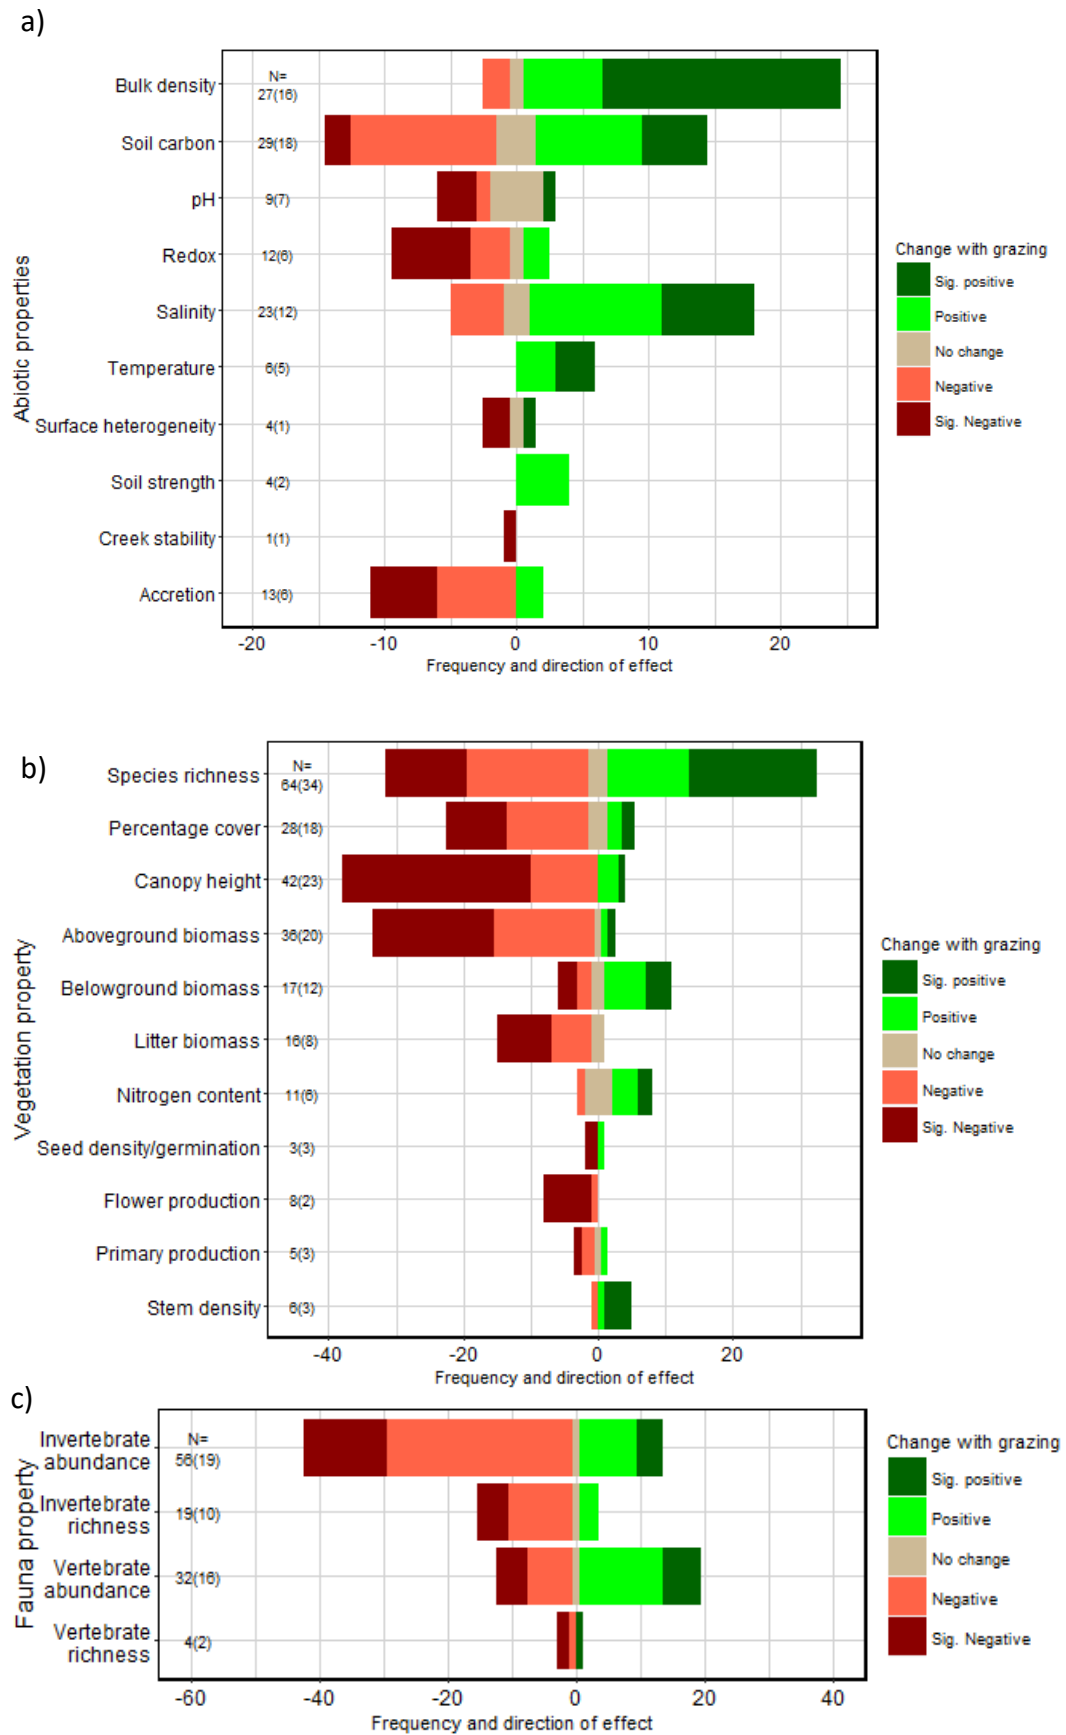 a)
Abiotic properties
N=
Bulk density 27(16)
Soil carbon 29(18)
pH 9(7)
Redox 12(6)
Salinity 23(12)
Temperature 6(5)
Surface heterogeneity 4(1)
Soil strength 4(2)
Creek stability 1(1)
Accretion 13(6)
-20 -10 0 10 20
Frequency and direction of effect
Change with grazing
Sig. positive
Positive
No change
Negative
Sig. Negative
b)
Vegetation property
N=
Species richness 64(34)
Percentage cover 28(18)
Canopy height 42(23)
Aboveground biomass 36(20)
Belowground biomass 17(12)
Litter biomass 16(8)
Nitrogen content 11(6)
Seed density/germination 3(3)
Flower production 8(2)
Primary production 5(3)
Stem density 6(3)
-40 -20 0 20
Frequency and direction of effect
Change with grazing
Sig. positive
Positive
No change
Negative
Sig. Negative
c)
Fauna property
Invertebrate N=
abundance 56(19)
Invertebrate
richness 19(10)
Vertebrate
abundance 32(16)
Vertebrate
richness 4(2)
-60 -40 -20 0 20 40
Frequency and direction of effect
Change with grazing
Sig. positive
Positive
No change
Negative
Sig. Negative